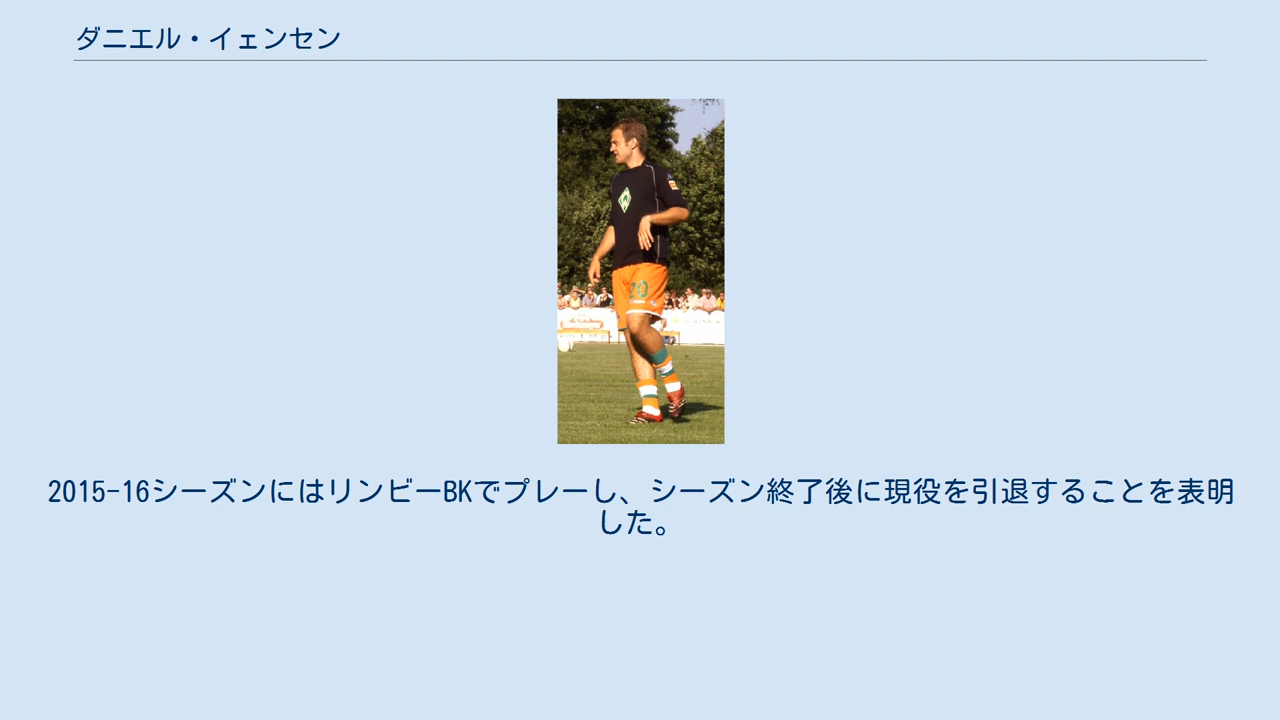 ダニエル・イェンセン
20
2015-16シーズンにはリンビーBKでプレーし、シーズン終了後に現役を引退することを表明
した。